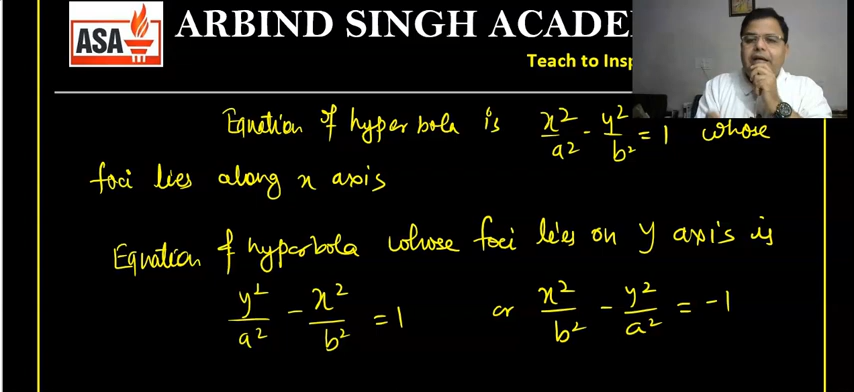 ASA
ARBIND SINGH ACADE
Teach to Insp
Equation of hyperbola is x²/a² - y²/b² = 1 whose
foci lies along x axis
Equation of hyperbola whose foci lies on y axis is
y²/a² - x²/b² = 1 or x²/b² - y²/a² = -1